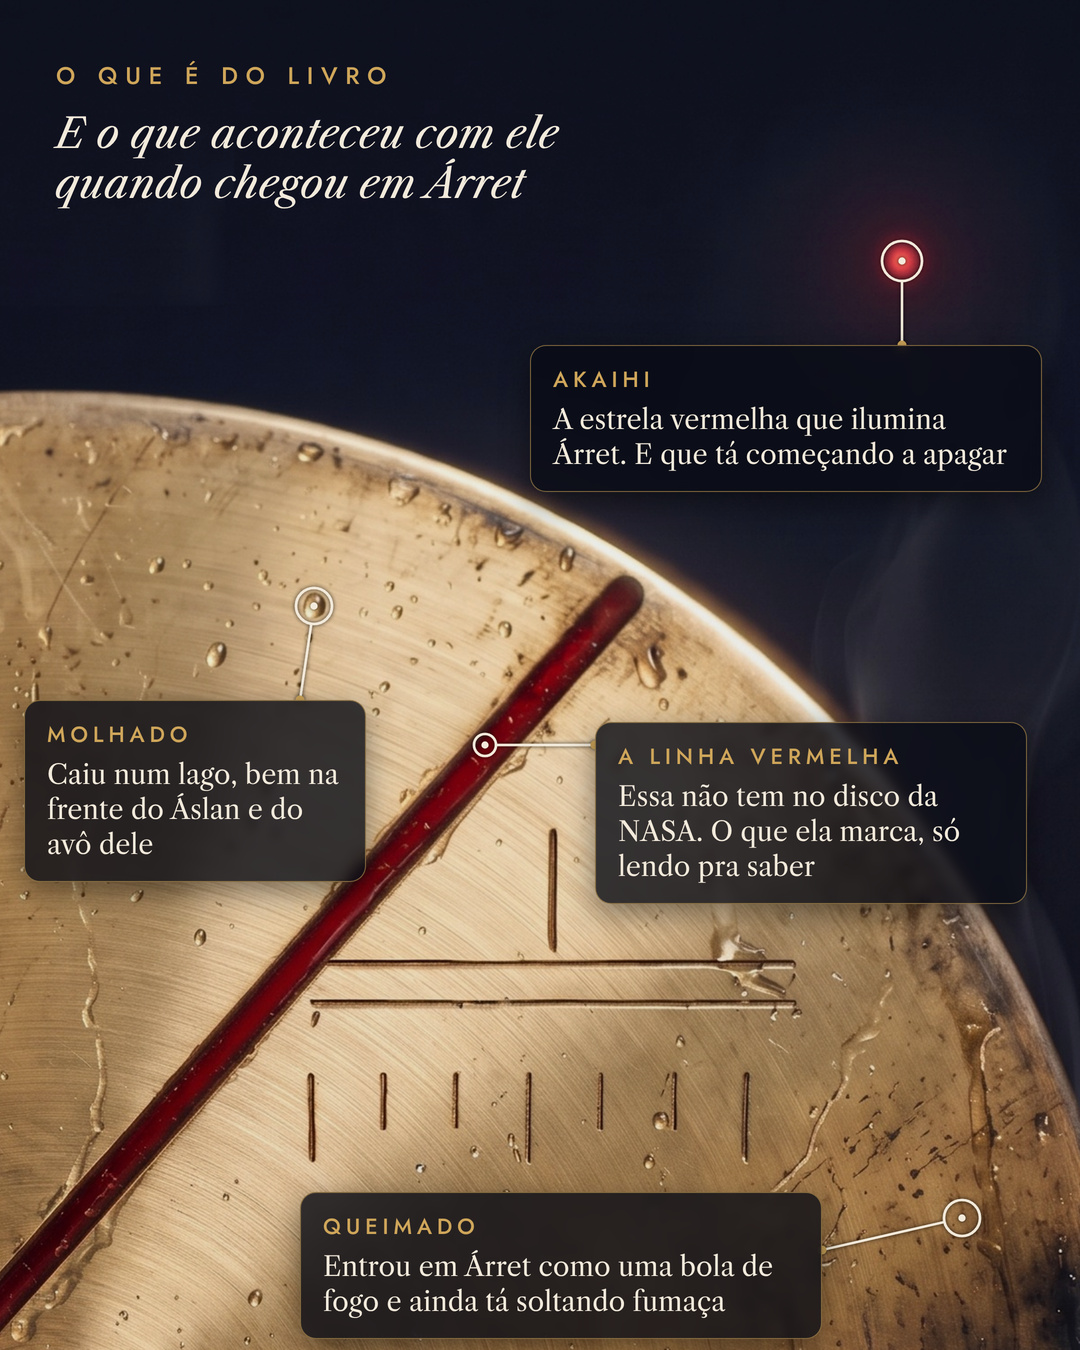 O QUE É DO LIVRO
E o que aconteceu com ele
quando chegou em Árret
AKAIHI
A estrela vermelha que ilumina
Árret. E que tá começando a apagar
MOLHADO
Caiu num lago, bem na
frente do Áslan e do
avô dele
A LINHA VERMELHA
Essa não tem no disco da
NASA. O que ela marca, só
lendo pra saber
QUEIMADO
Entrou em Árret como uma bola de
fogo e ainda tá soltando fumaça